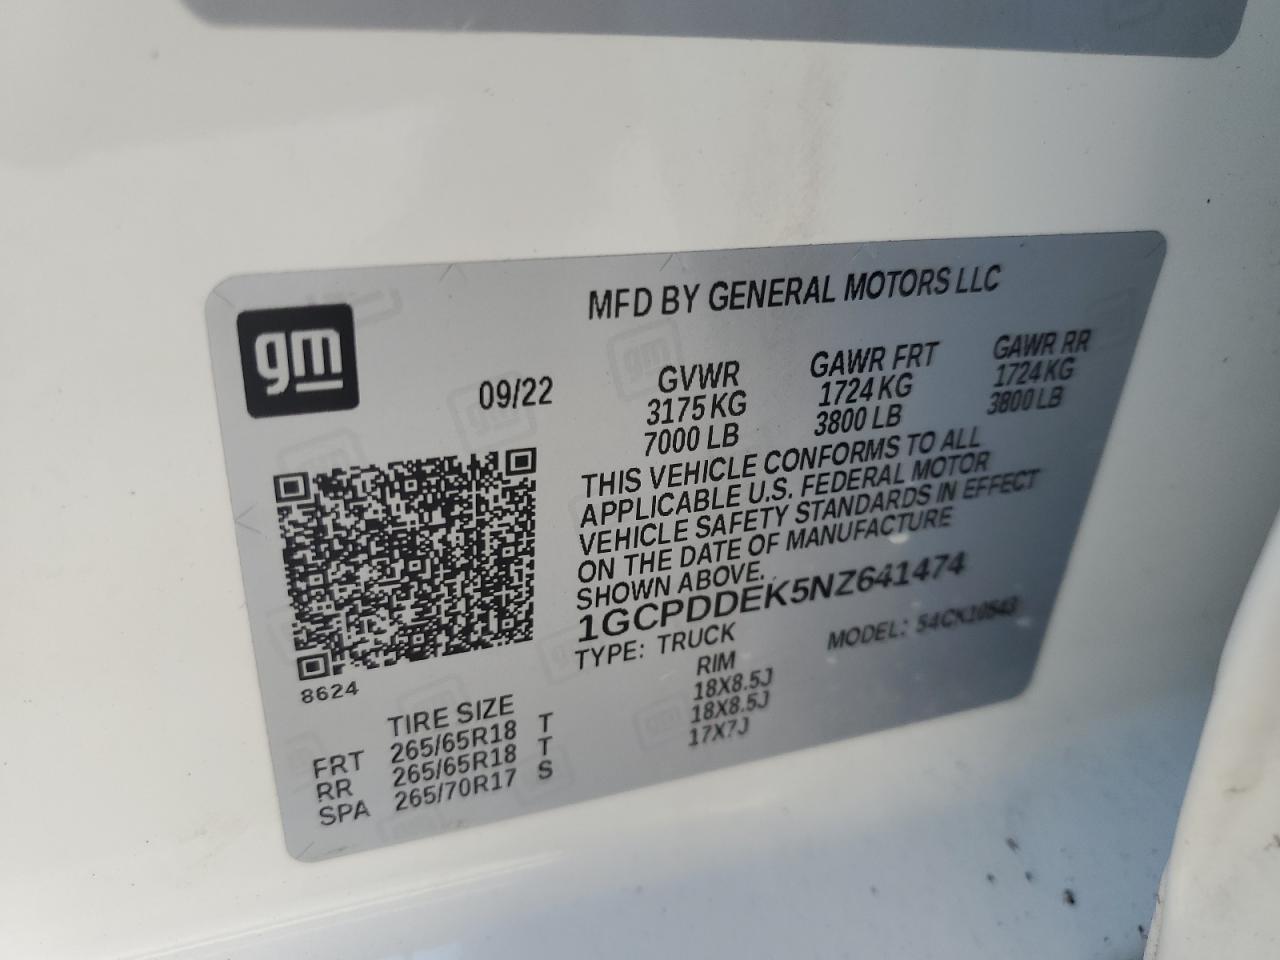 gm
MFD BY GENERAL MOTORS LLC
09/22
GVWR GAWR FRT GAWR RR
3175 KG 1724 KG 1724 KG
7000 LB 3800 LB 3800 LB
THIS VEHICLE CONFORMS TO ALL
APPLICABLE U.S. FEDERAL MOTOR
VEHICLE SAFETY STANDARDS IN EFFECT
ON THE DATE OF MANUFACTURE
SHOWN ABOVE.
1GCPDDEK5NZ641474
TYPE: TRUCK MODEL: 54CK10543
8624
TIRE SIZE RIM
FRT 265/65R18 T 18X8.5J
RR 265/65R18 T 18X8.5J
SPA 265/70R17 S 17X7J